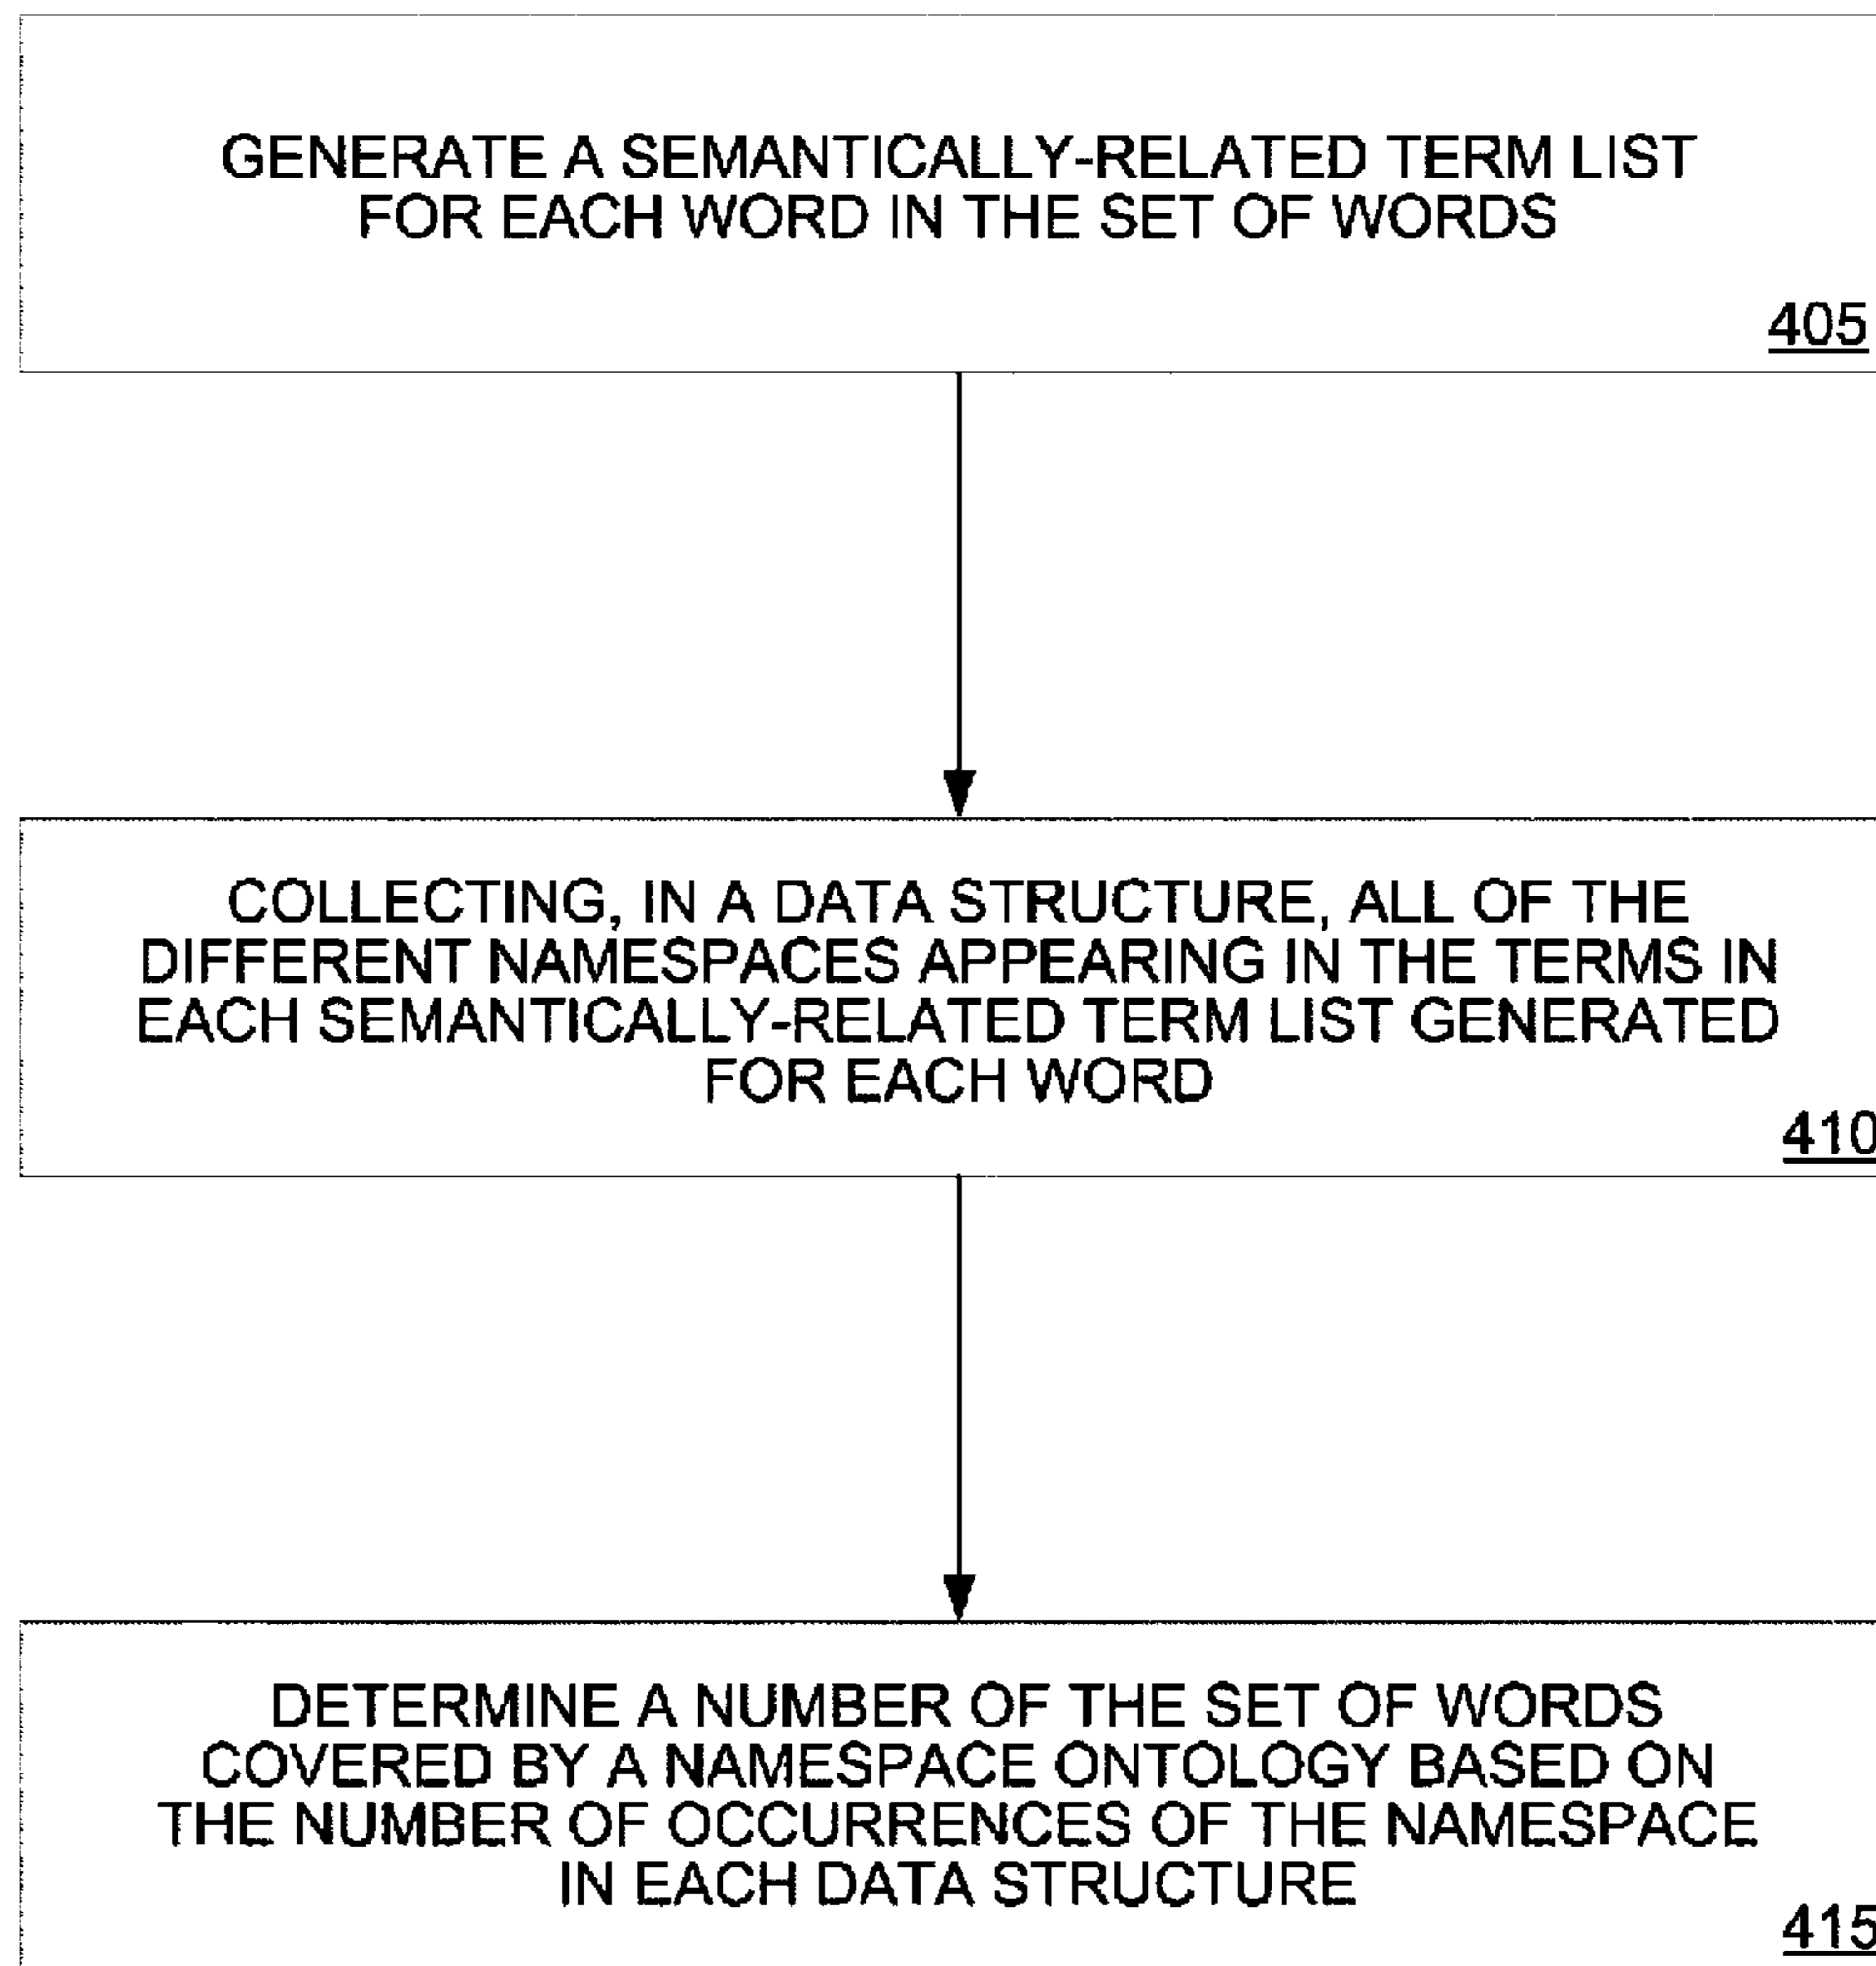 GENERATE A SEMANTICALLY-RELATED TERM LIST
FOR EACH WORD IN THE SET OF WORDS
405
COLLECTING, IN A DATA STRUCTURE, ALL OF THE
DIFFERENT NAMESPACES APPEARING IN THE TERMS IN
EACH SEMANTICALLY-RELATED TERM LIST GENERATED
FOR EACH WORD
410
DETERMINE A NUMBER OF THE SET OF WORDS
COVERED BY A NAMESPACE ONTOLOGY BASED ON
THE NUMBER OF OCCURRENCES OF THE NAMESPACE
IN EACH DATA STRUCTURE
415